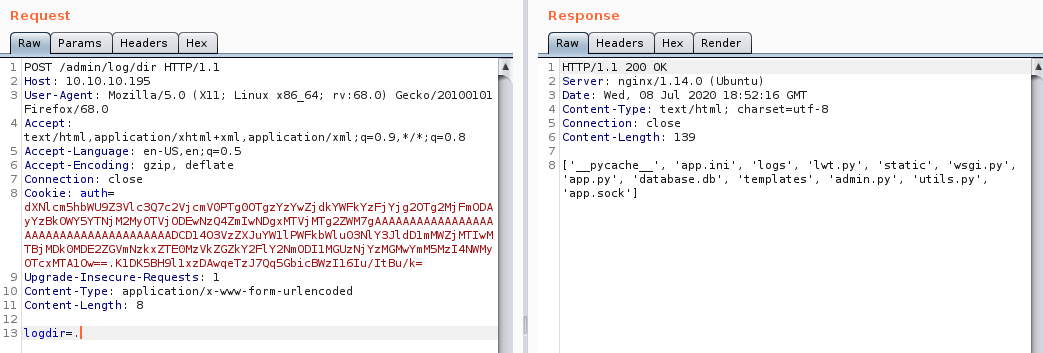 Request
Raw Params Headers Hex
1 POST /admin/log/dir HTTP/1.1
2 Host: 10.10.10.195
3 User-Agent: Mozilla/5.0 (X11; Linux x86_64; rv:68.0) Gecko/20100101
Firefox/68.0
4 Accept:
text/html,application/xhtml+xml,application/xml;q=0.9,*/*;q=0.8
5 Accept-Language: en-US,en;q=0.5
6 Accept-Encoding: gzip, deflate
7 Connection: close
8 Cookie: auth=
9 Upgrade-Insecure-Requests: 1
10 Content-Type: application/x-www-form-urlencoded
11 Content-Length: 8
12
13 logdir=.
Response
Raw Headers Hex Render
1 HTTP/1.1 200 OK
2 Server: nginx/1.14.0 (Ubuntu)
3 Date: Wed, 08 Jul 2020 18:52:16 GMT
4 Content-Type: text/html; charset=utf-8
5 Connection: close
6 Content-Length: 139
7
8 ['__pycache__', 'app.ini', 'logs', 'lwt.py', 'static', 'wsgi.py',
'app.py', 'database.db', 'templates', 'admin.py', 'utils.py',
'app.sock']